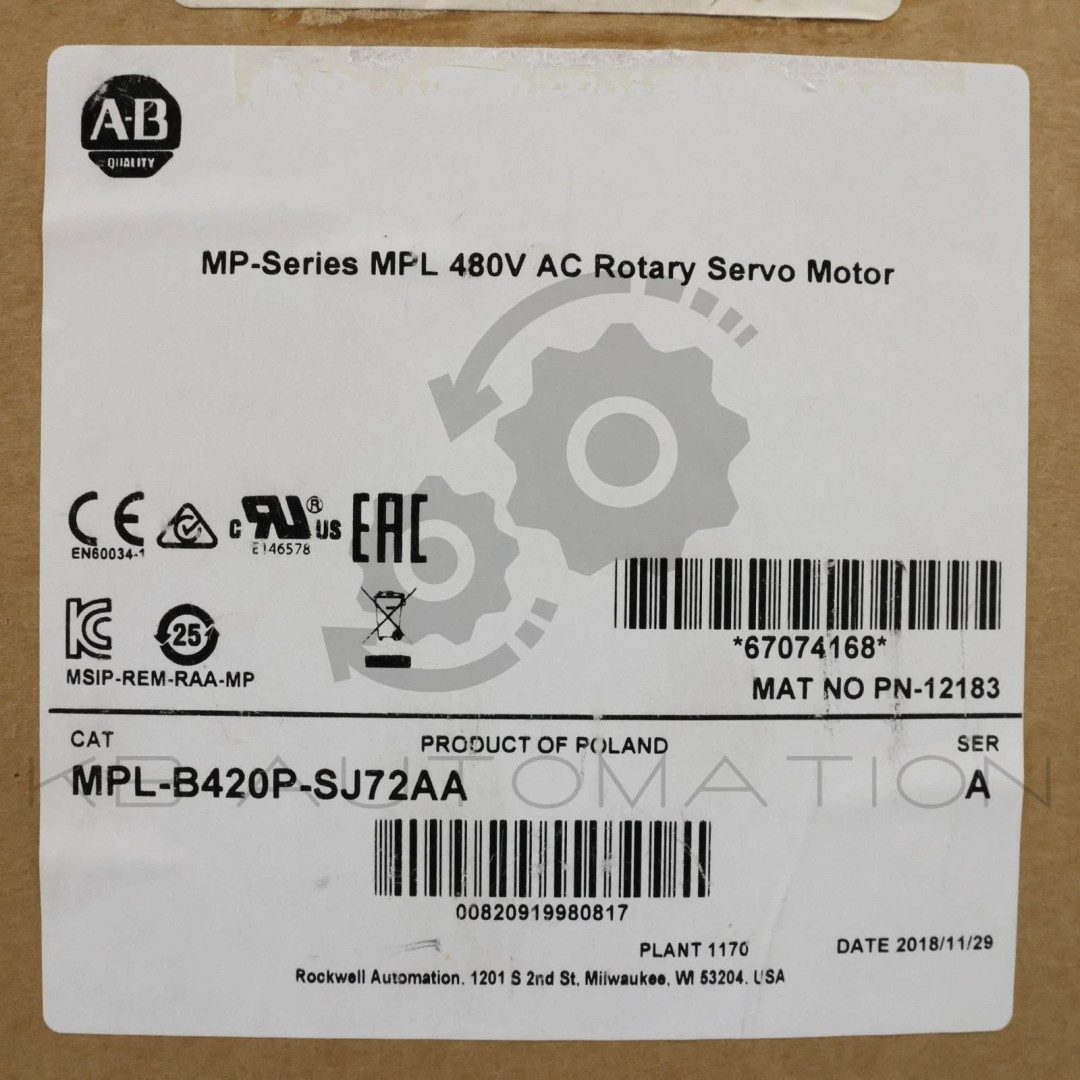 A-B
QUALITY
MP-Series MPL 480V AC Rotary Servo Motor
CE
EN60034-1
c RU ® US
E146578
EAC
KC
25
MSIP-REM-RAA-MP
*67074168*
MAT NO PN-12183
CAT
PRODUCT OF POLAND
SER
KB AUTOMATION
MPL-B420P-SJ72AA
A
00820919980817
PLANT 1170
DATE 2018/11/29
Rockwell Automation, 1201 S 2nd St, Milwaukee, WI 53204, USA